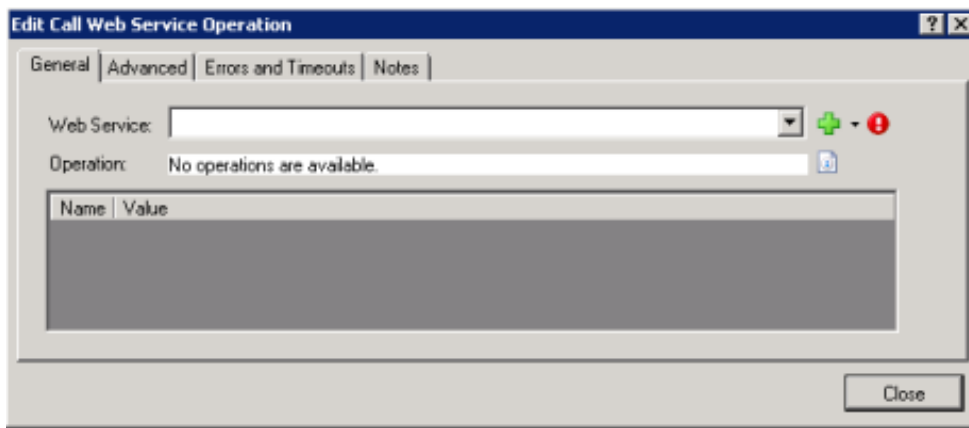 Edit Call Web Service Operation
General Advanced Errors and Timeouts Notes
Web Service:
Operation: No operations are available.
Name Value
Close